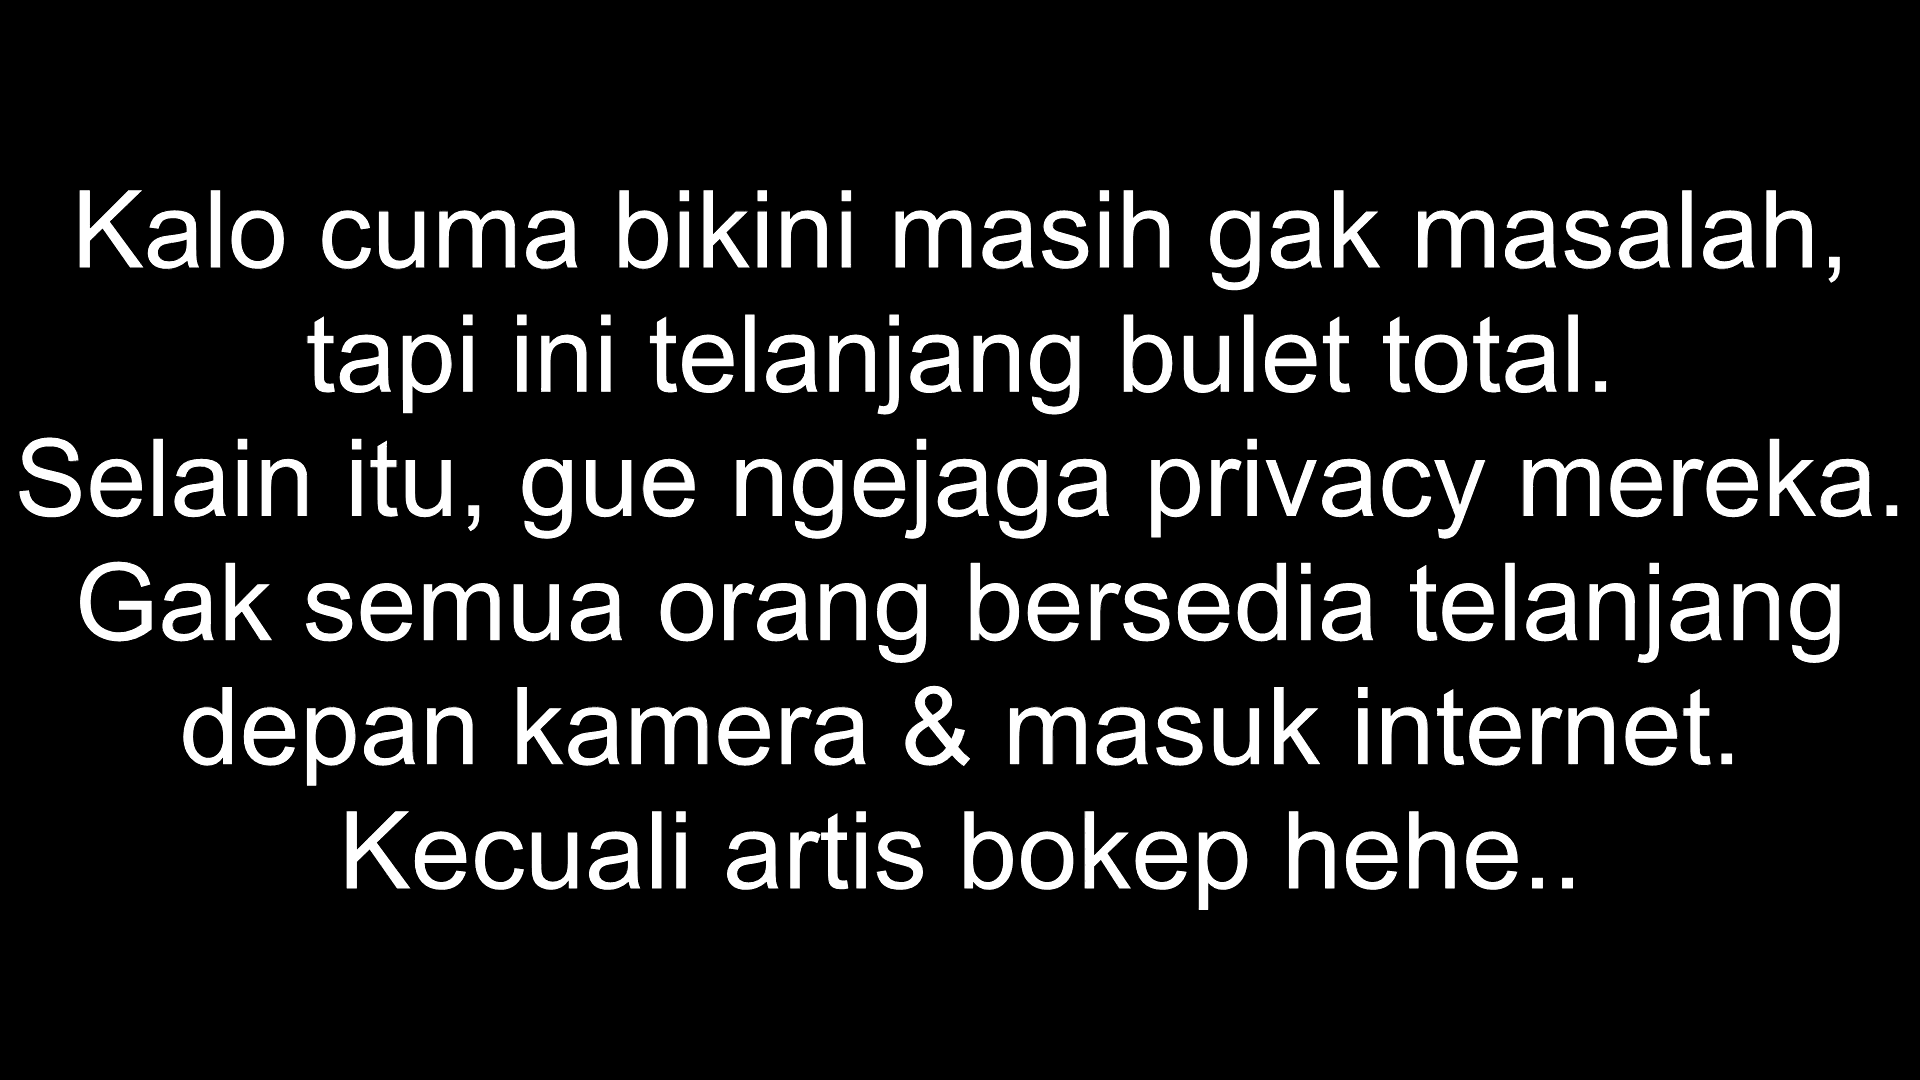 Kalo cuma bikini masih gak masalah,
tapi ini telanjang bulet total.
Selain itu, gue ngejaga privacy mereka.
Gak semua orang bersedia telanjang
depan kamera & masuk internet.
Kecuali artis bokep hehe..